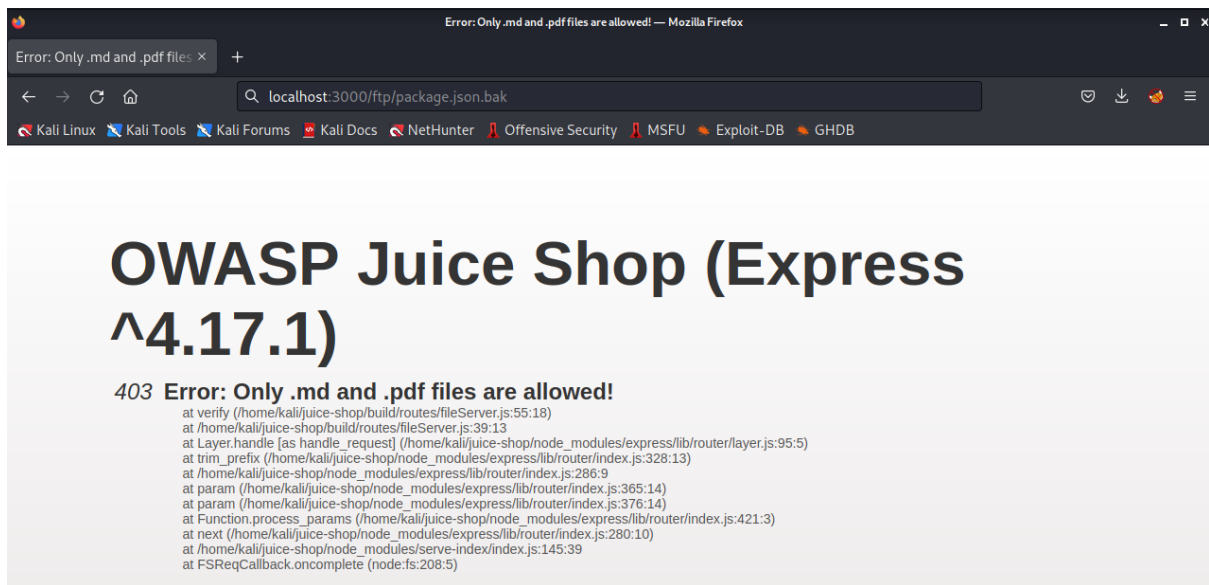 Error: Only .md and .pdf files are allowed! — Mozilla Firefox
Error: Only .md and .pdf files
localhost:3000/ftp/package.json.bak
Kali Linux Kali Tools Kali Forums Kali Docs NetHunter Offensive Security MSFU Exploit-DB GHDB
OWASP Juice Shop (Express
^4.17.1)
403 Error: Only .md and .pdf files are allowed!
at verify (/home/kali/juice-shop/build/routes/fileServer.js:55:18)
at /home/kali/juice-shop/build/routes/fileServer.js:39:13
at Layer.handle [as handle_request] (/home/kali/juice-shop/node_modules/express/lib/router/layer.js:95:5)
at trim_prefix (/home/kali/juice-shop/node_modules/express/lib/router/index.js:328:13)
at /home/kali/juice-shop/node_modules/express/lib/router/index.js:286:9
at param (/home/kali/juice-shop/node_modules/express/lib/router/index.js:365:14)
at param (/home/kali/juice-shop/node_modules/express/lib/router/index.js:376:14)
at Function.process_params (/home/kali/juice-shop/node_modules/express/lib/router/index.js:421:3)
at next (/home/kali/juice-shop/node_modules/express/lib/router/index.js:280:10)
at /home/kali/juice-shop/node_modules/serve-index/index.js:145:39
at FSReqCallback.oncomplete (node:fs:208:5)